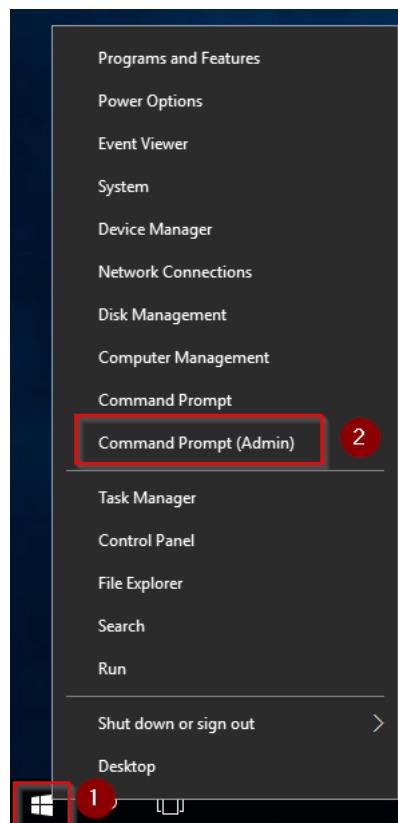 Programs and Features
Power Options
Event Viewer
System
Device Manager
Network Connections
Disk Management
Computer Management
Command Prompt
Command Prompt (Admin)
2
Task Manager
Control Panel
File Explorer
Search
Run
Shut down or sign out
Desktop
1